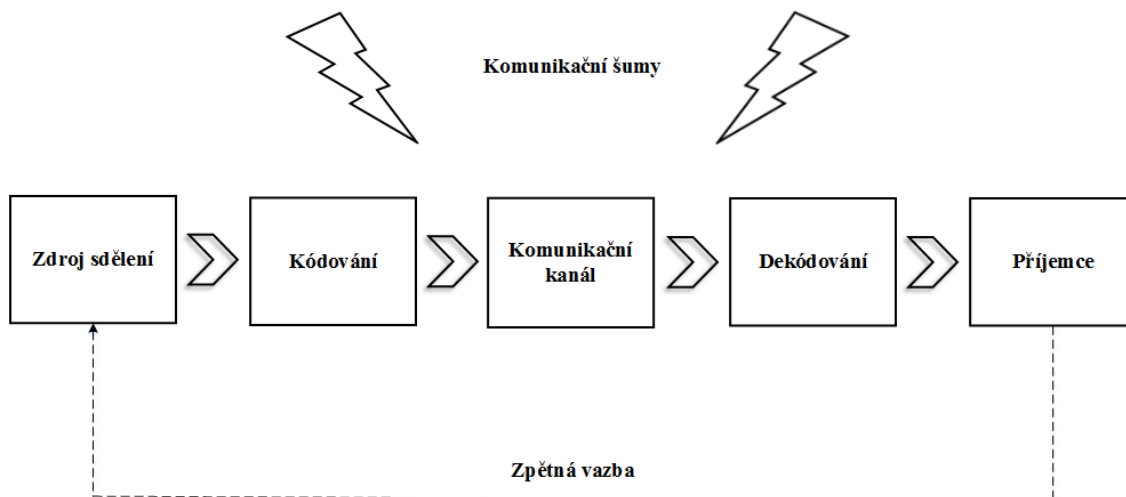 Komunikační šumy
Zdroj sdělení
Kódování
Komunikační
kanál
Dekódování
Příjemce
Zpětná vazba